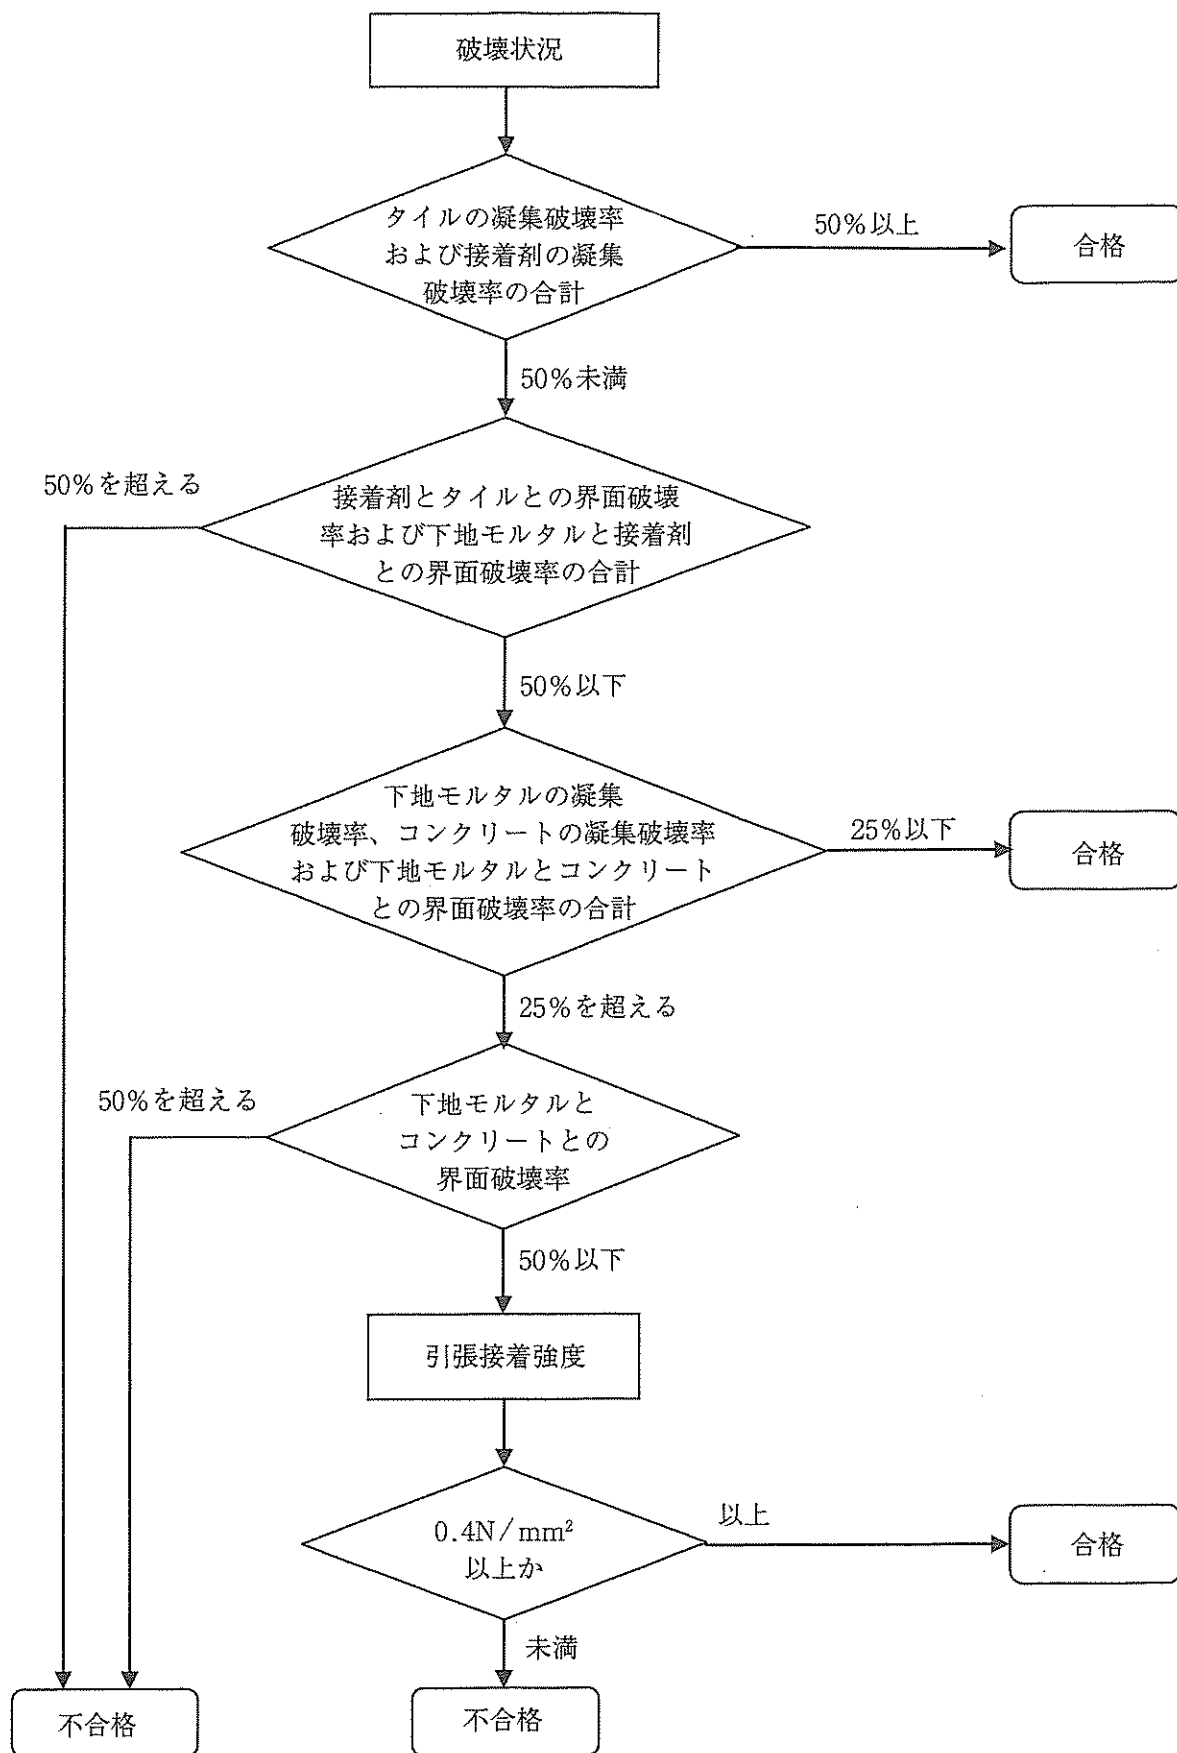 破壊状況
タイルの凝集破壊率
および接着剤の凝集
破壊率の合計
50%以上
合格
50%未満
50%を超える
接着剤とタイルとの界面破壊
率および下地モルタルと接着剤
との界面破壊率の合計
50%以下
下地モルタルの凝集
破壊率、コンクリートの凝集破壊率
および下地モルタルとコンクリート
との界面破壊率の合計
25%以下
合格
25%を超える
50%を超える
下地モルタルと
コンクリートとの
界面破壊率
50%以下
引張接着強度
0.4N/mm²
以上か
以上
合格
未満
不合格
不合格